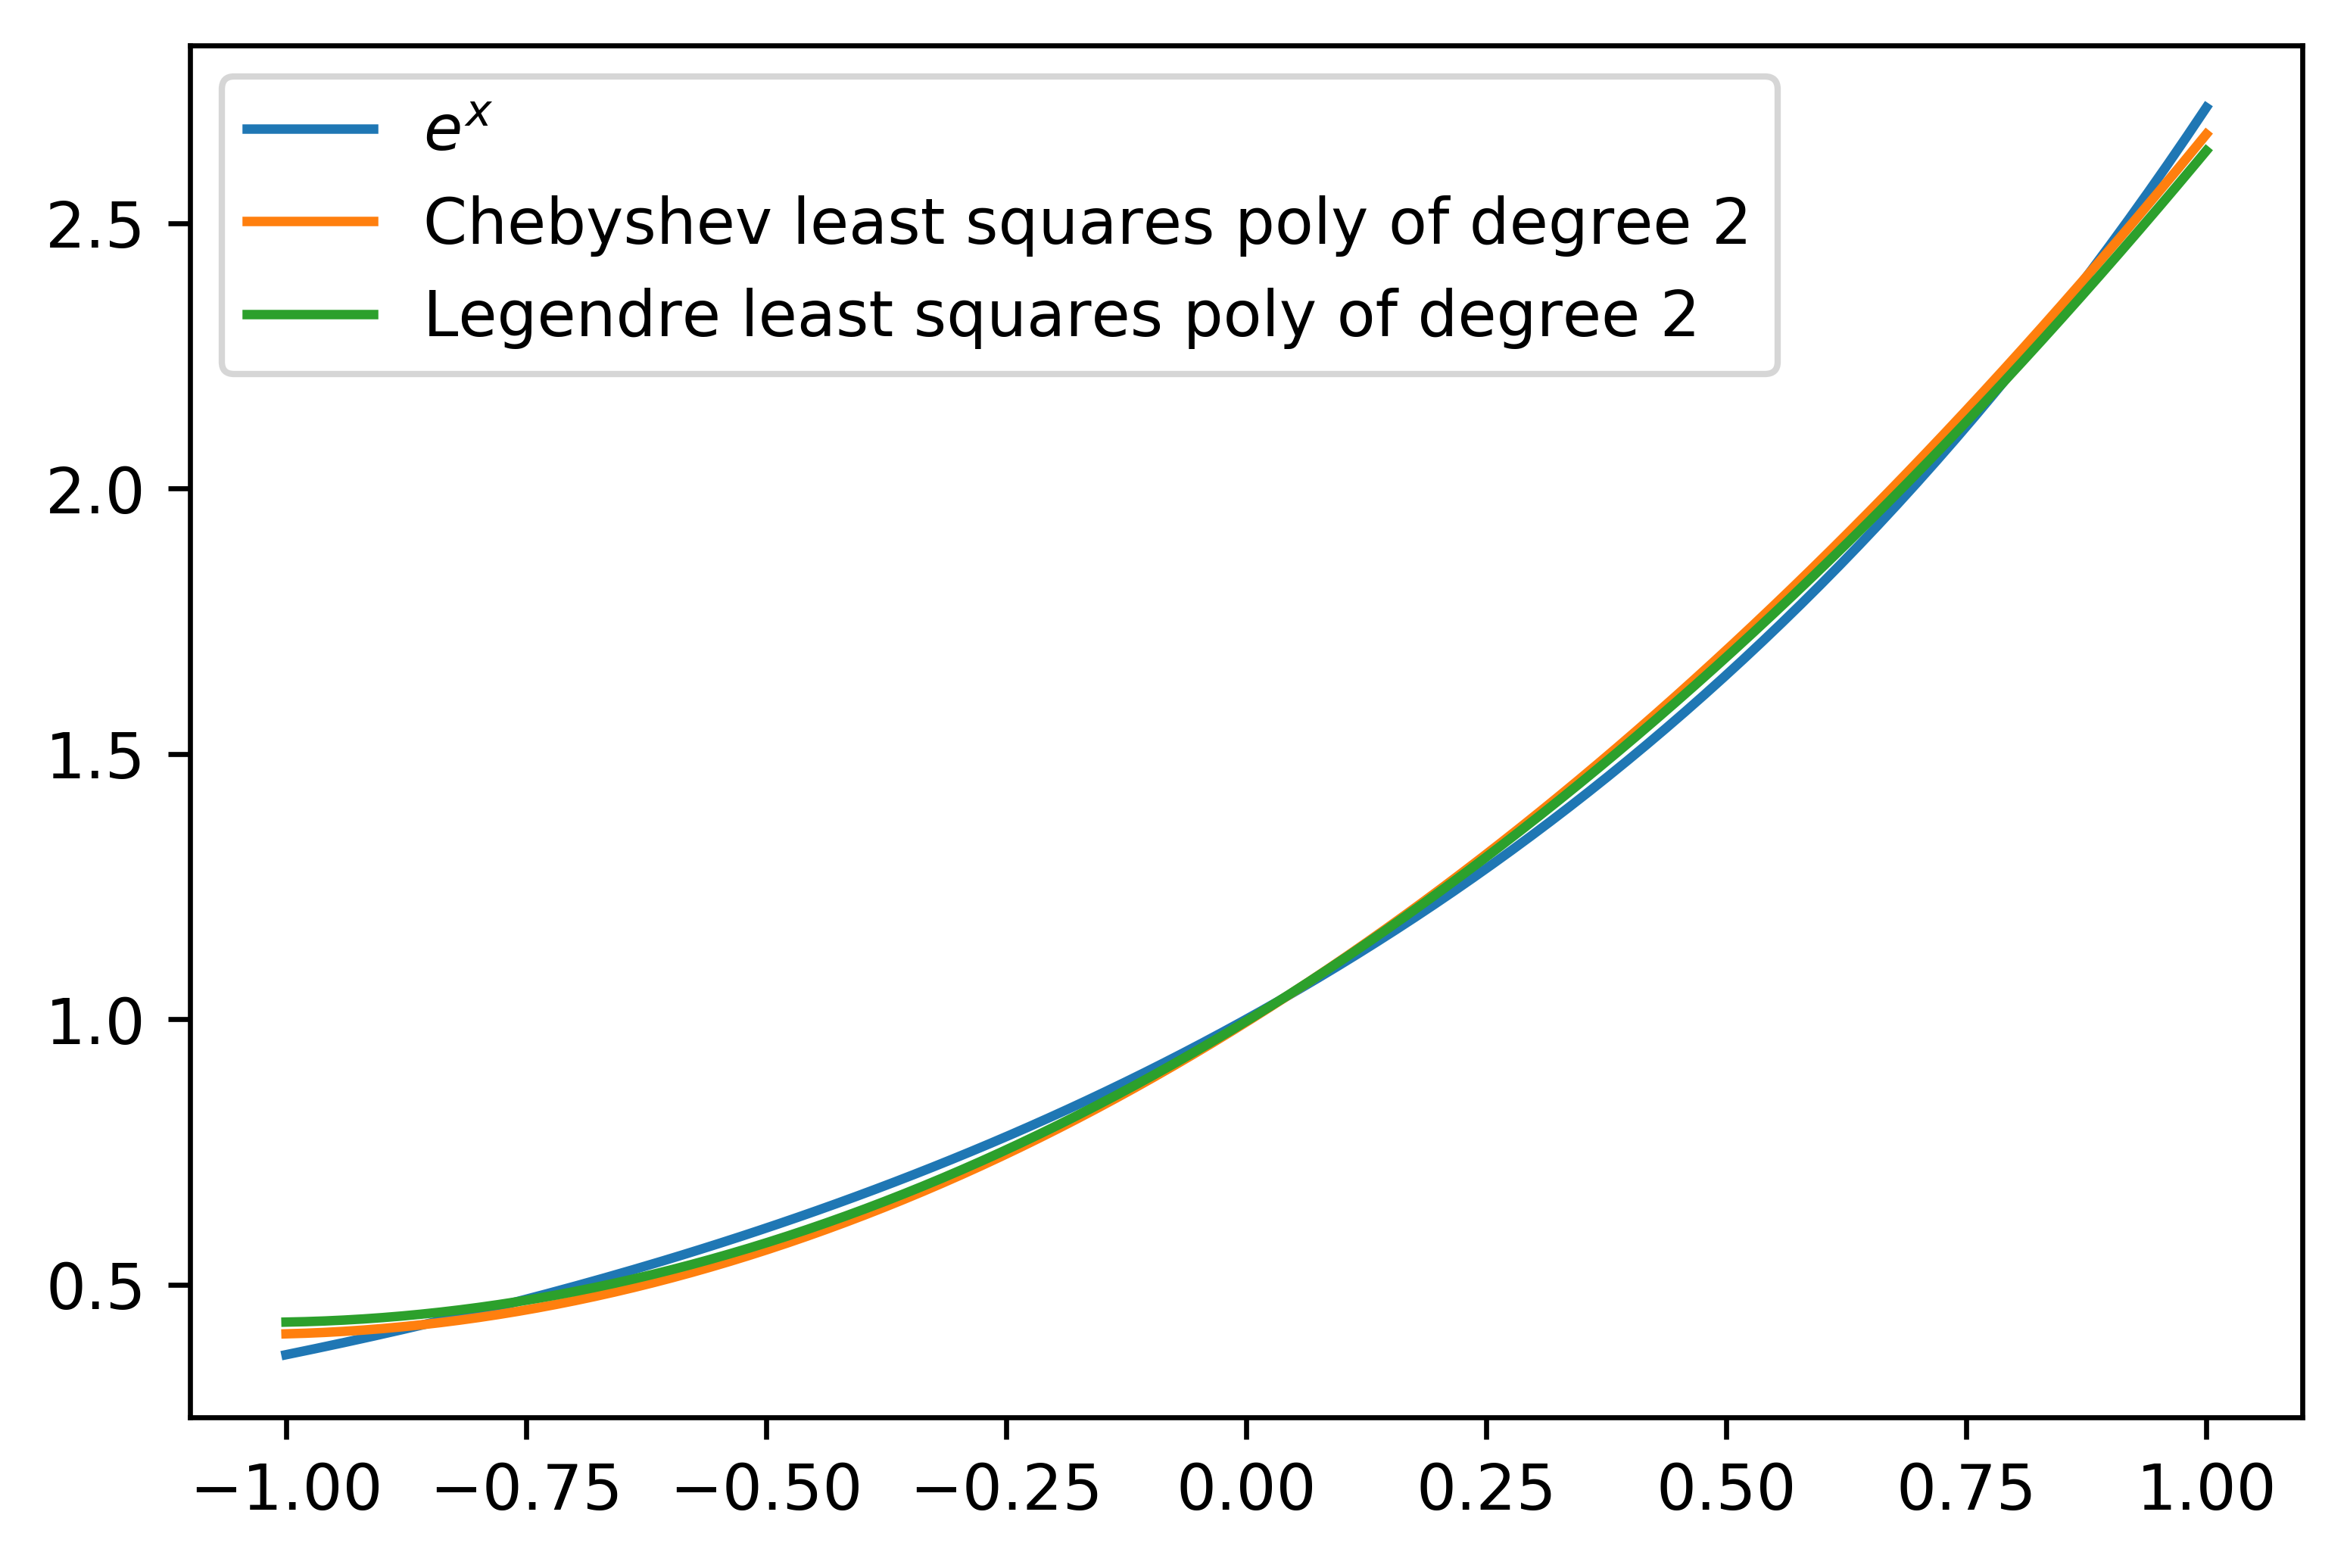 e^x
Chebyshev least squares poly of degree 2
Legendre least squares poly of degree 2
2.5
2.0
1.5
1.0
0.5
−1.00 −0.75 −0.50 −0.25 0.00 0.25 0.50 0.75 1.00